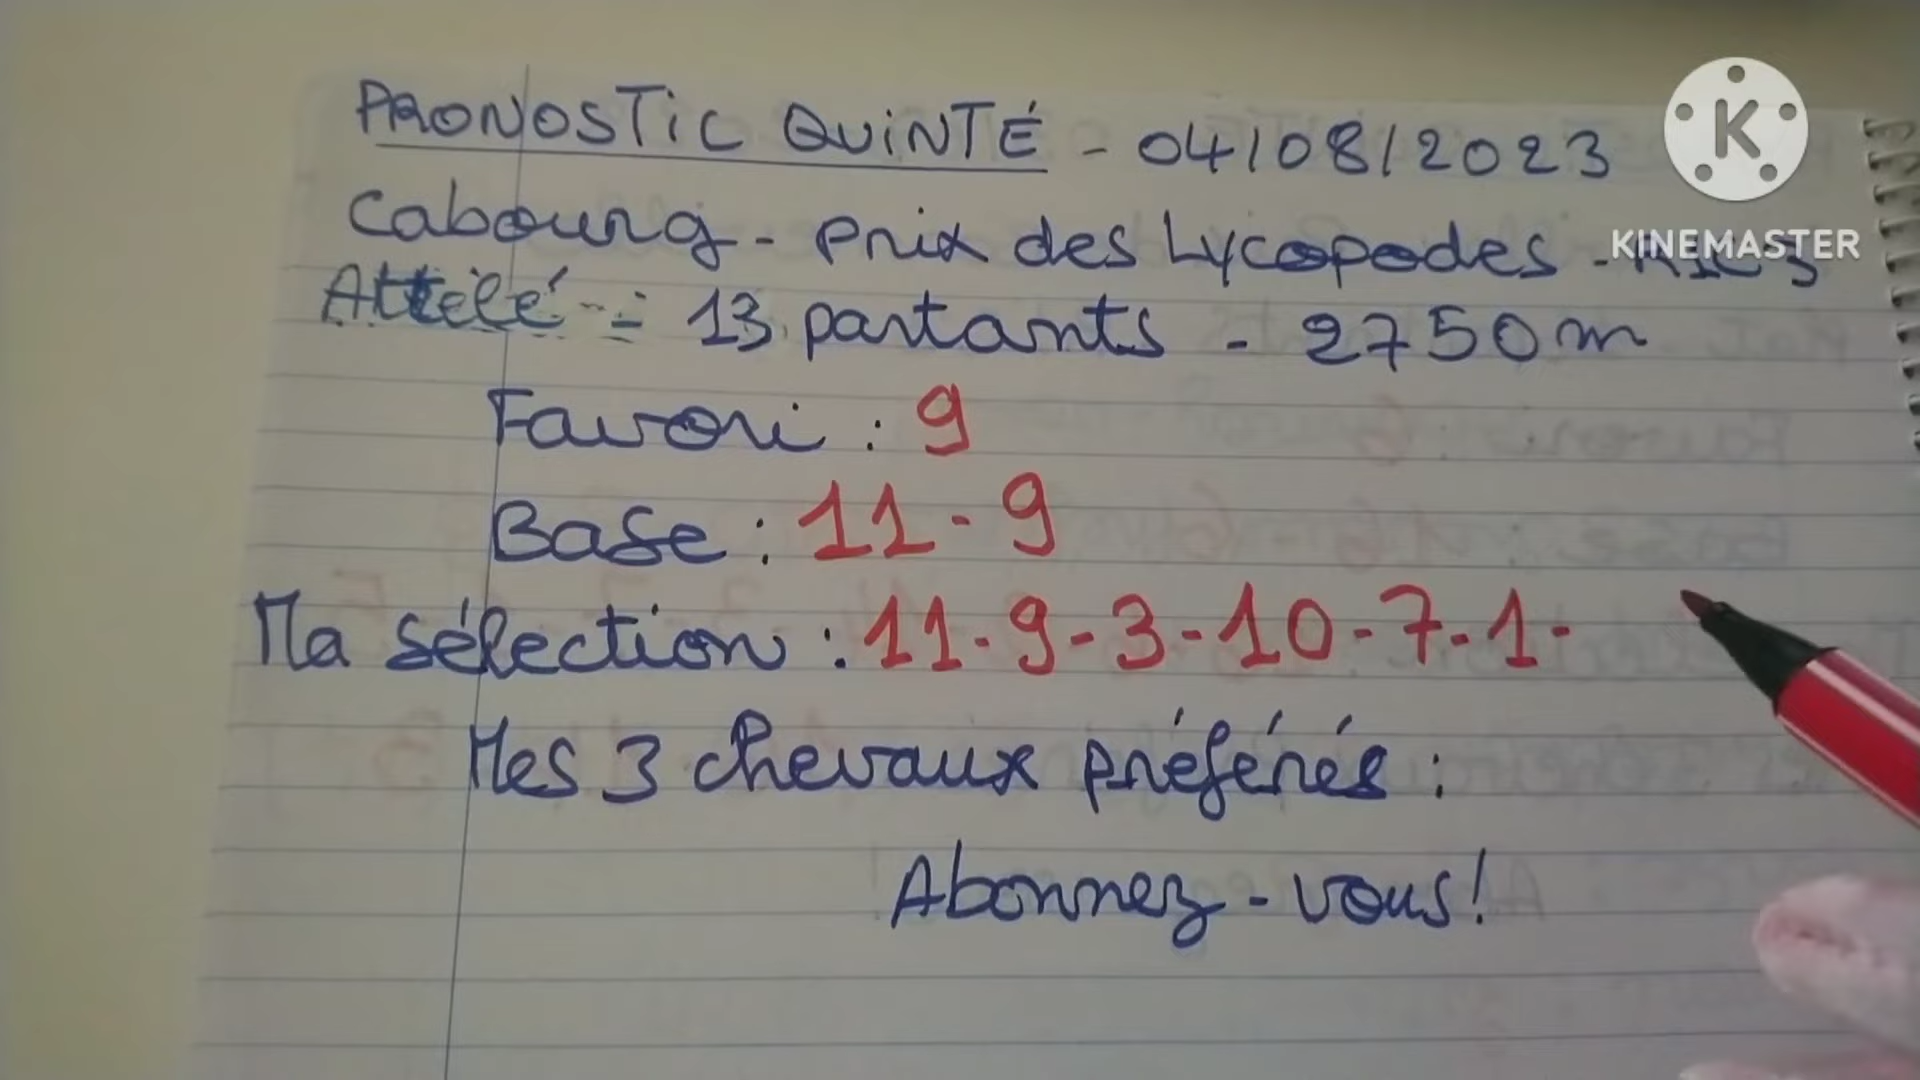 PRONOSTIC QUINTÉ - 04/08/2023
Cabourg - Prix des Lycopodes -
Attelé - 13 partants - 2750m
Favori : 9
Base : 11 - 9
Ma sélection : 11 - 9 - 3 - 10 - 7 - 1 -
Mes 3 chevaux préférés :
Abonnez-vous !
K
KINEMASTER